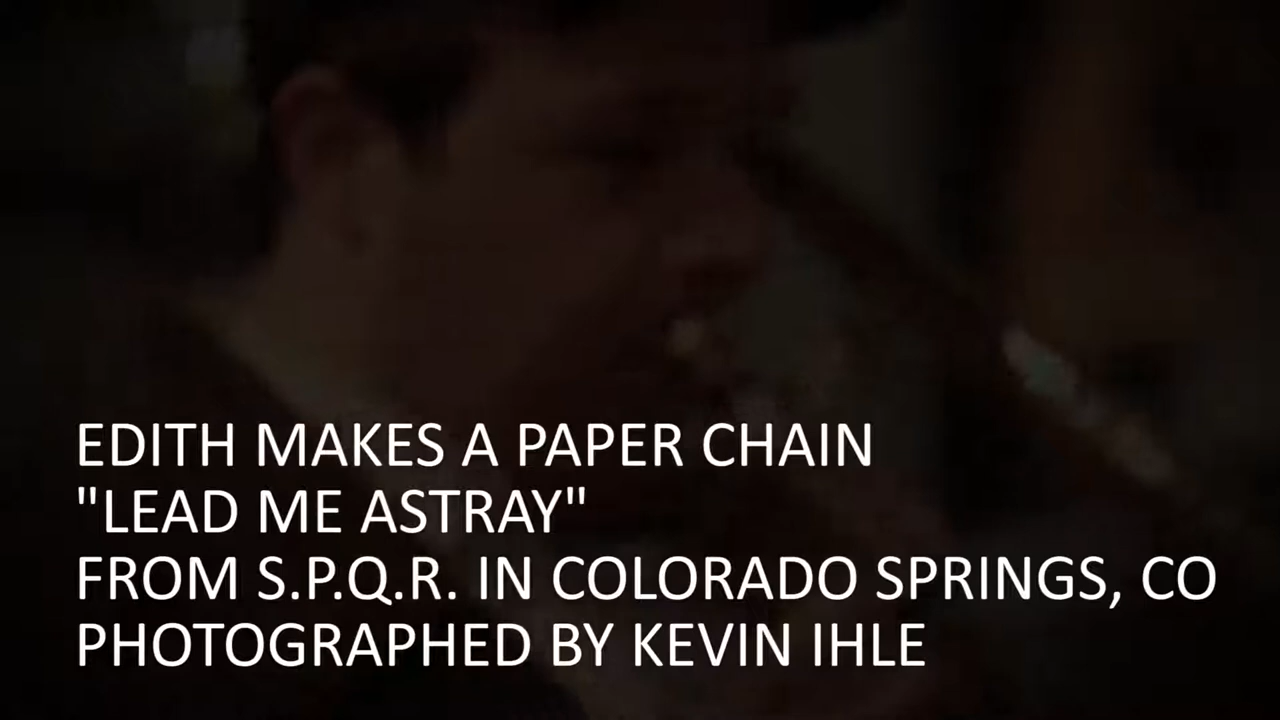 EDITH MAKES A PAPER CHAIN
"LEAD ME ASTRAY"
FROM S.P.Q.R. IN COLORADO SPRINGS, CO
PHOTOGRAPHED BY KEVIN IHLE